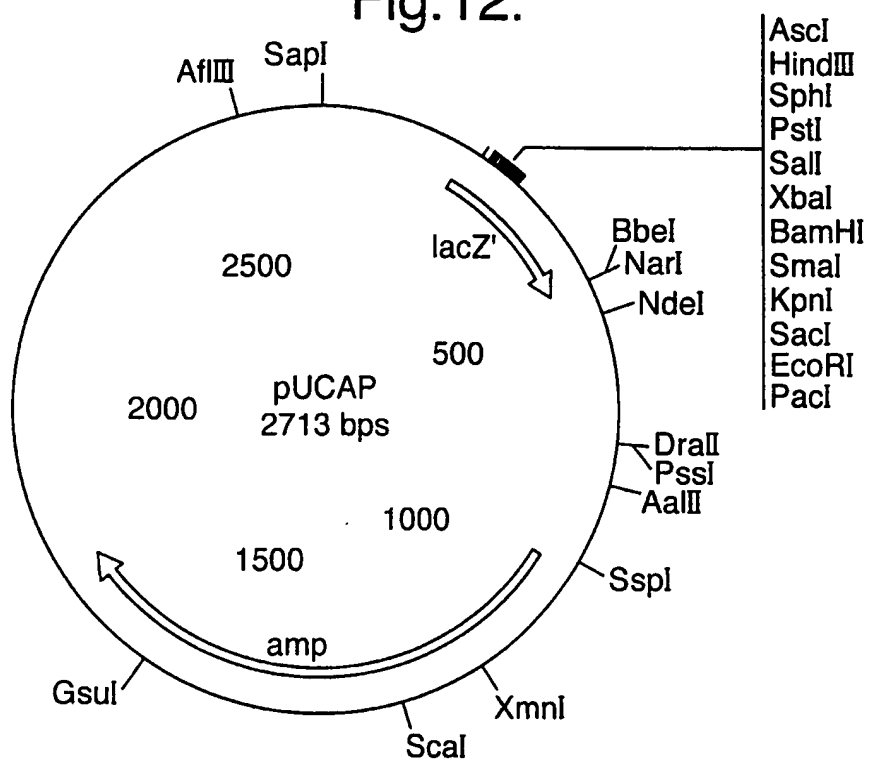 Fig.12.
SapI
AflIII
AscI
HindIII
SphI
PstI
SalI
XbaI
BamHI
SmaI
KpnI
SacI
EcoRI
PacI
lacZ'
BbeI
NarI
NdeI
2500
500
pUCAP
2713 bps
2000
DraII
PssI
AalII
1000
1500
SspI
amp
GsuI
XmnI
ScaI